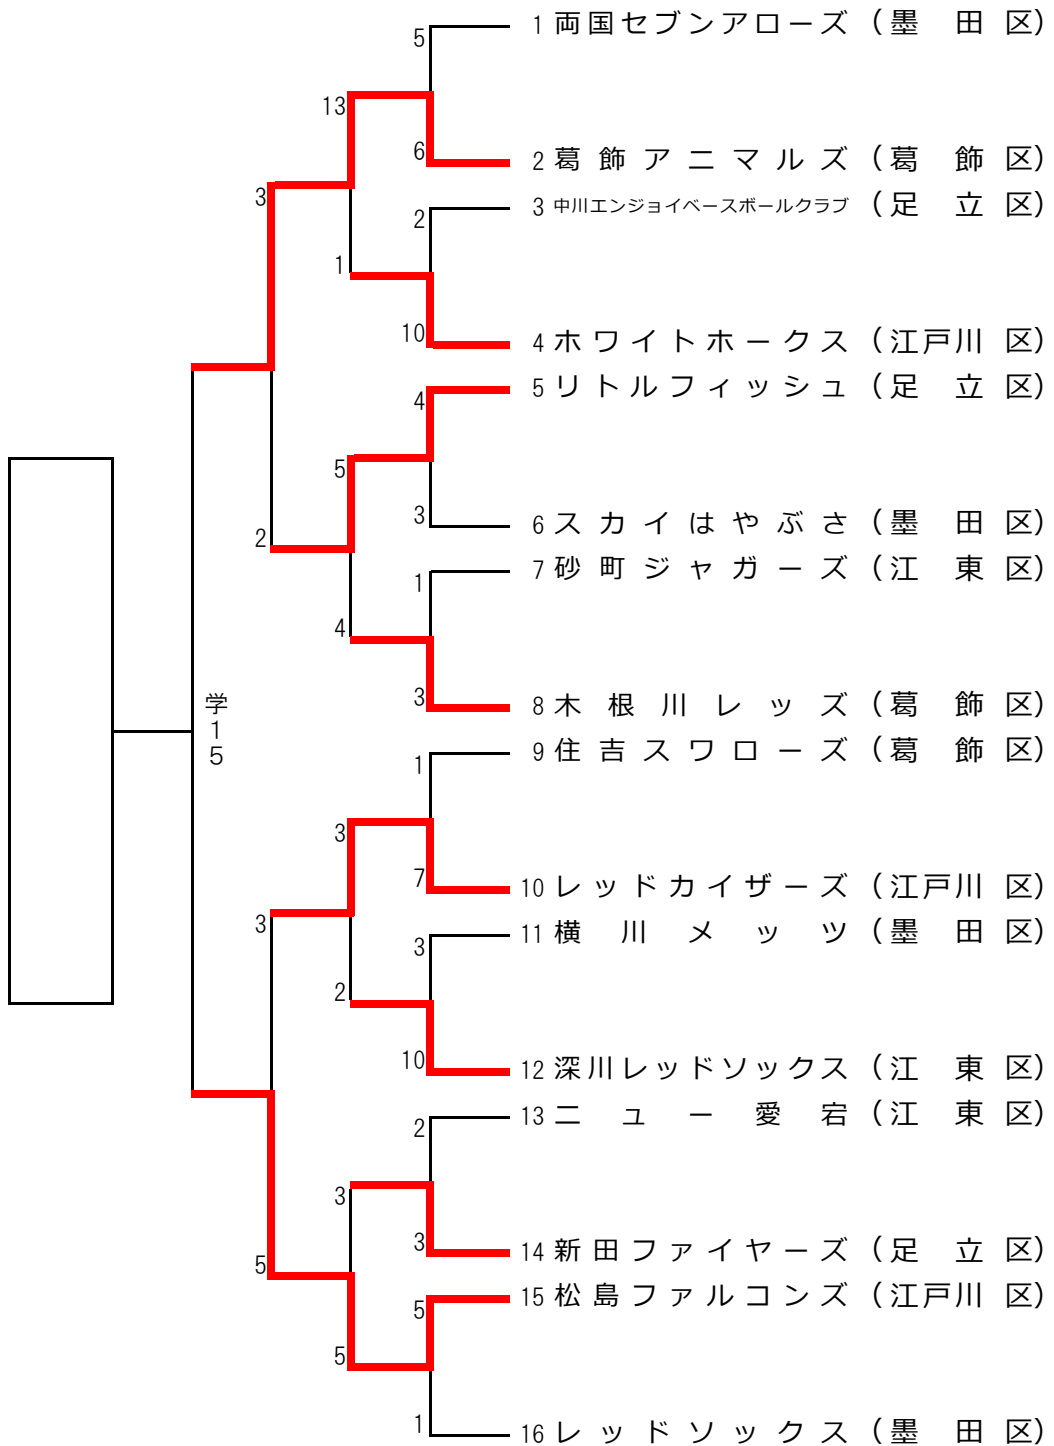 5
1 両国セブンアローズ (墨 田 区)
13
6
2 葛飾アニマルズ (葛 飾 区)
3
2
3 中川エンジョイベースボールクラブ (足 立 区)
1
10
4 ホワイトホークス (江戸川 区)
4
5 リトルフィッシュ (足 立 区)
5
3
6 スカイはやぶさ (墨 田 区)
2
1
7 砂町ジャガーズ (江 東 区)
4
3
8 木根川レッズ (葛 飾 区)
学15
1
9 住吉スワローズ (葛 飾 区)
3
7
10 レッドカイザーズ (江戸川 区)
3
3
11 横川メッツ (墨 田 区)
2
10
12 深川レッドソックス (江 東 区)
2
13 ニュー愛宕 (江 東 区)
3
3
14 新田ファイヤーズ (足 立 区)
5
5
15 松島ファルコンズ (江戸川 区)
5
1
16 レッドソックス (墨 田 区)